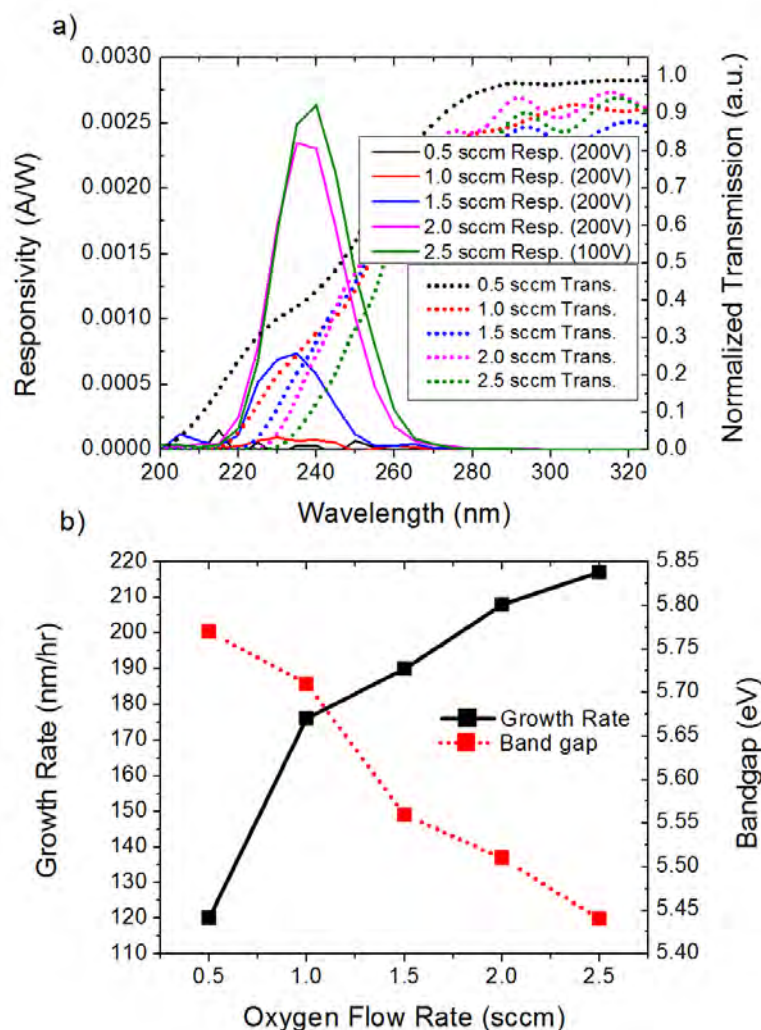 a)
Responsivity (A/W)
0.0030
0.0025
0.0020
0.0015
0.0010
0.0005
0.0000
0.5 sccm Resp. (200V)
1.0 sccm Resp. (200V)
1.5 sccm Resp. (200V)
2.0 sccm Resp. (200V)
2.5 sccm Resp. (100V)
0.5 sccm Trans.
1.0 sccm Trans.
1.5 sccm Trans.
2.0 sccm Trans.
2.5 sccm Trans.
1.0
0.9
0.8
0.7
0.6
0.5
0.4
0.3
0.2
0.1
0.0
Normalized Transmission (a.u.)
200 220 240 260 280 300 320
Wavelength (nm)
b)
Growth Rate (nm/hr)
220
210
200
190
180
170
160
150
140
130
120
110
Growth Rate
Band gap
5.85
5.80
5.75
5.70
5.65
5.60
5.55
5.50
5.45
5.40
Bandgap (eV)
0.5 1.0 1.5 2.0 2.5
Oxygen Flow Rate (sccm)